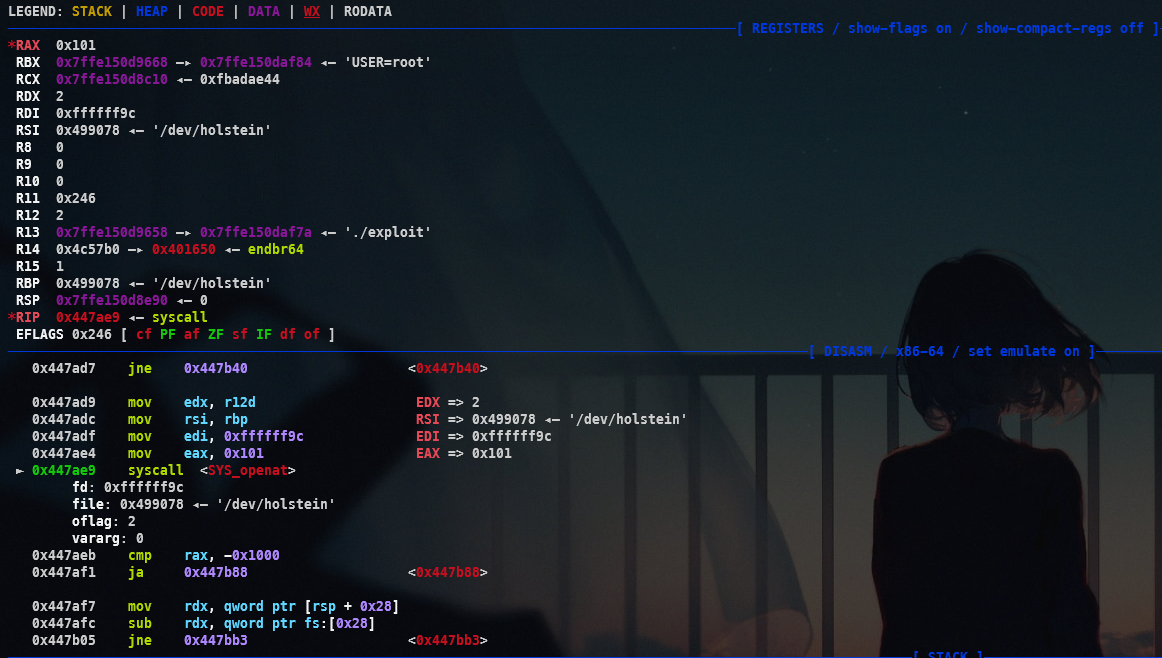 LEGEND: STACK | HEAP | CODE | DATA | WX | RODATA
[ REGISTERS / show-flags on / show-compact-regs off ]
*RAX  0x101
 RBX  0x7ffe150d9668 —▸ 0x7ffe150daf84 ◂— 'USER=root'
 RCX  0x7ffe150d8c10 ◂— 0xfbadae44
 RDX  2
 RDI  0xffffff9c
 RSI  0x499078 ◂— '/dev/holstein'
 R8   0
 R9   0
 R10  0
 R11  0x246
 R12  2
 R13  0x7ffe150d9658 —▸ 0x7ffe150daf7a ◂— './exploit'
 R14  0x4c57b0 —▸ 0x401650 ◂— endbr64
 R15  1
 RBP  0x499078 ◂— '/dev/holstein'
 RSP  0x7ffe150d8e90 ◂— 0
*RIP  0x447ae9 ◂— syscall
 EFLAGS 0x246 [ cf PF af ZF sf IF df of ]
[ DISASM / x86-64 / set emulate on ]
   0x447ad7    jne    0x447b40                    <0x447b40>
   0x447ad9    mov    edx, r12d              EDX => 2
   0x447adc    mov    rsi, rbp               RSI => 0x499078 ◂— '/dev/holstein'
   0x447adf    mov    edi, 0xffffff9c        EDI => 0xffffff9c
   0x447ae4    mov    eax, 0x101             EAX => 0x101
 ► 0x447ae9    syscall  <SYS_openat>
        fd: 0xffffff9c
        file: 0x499078 ◂— '/dev/holstein'
        oflag: 2
        vararg: 0
   0x447aeb    cmp    rax, -0x1000
   0x447af1    ja     0x447b88                    <0x447b88>
   0x447af7    mov    rdx, qword ptr [rsp + 0x28]
   0x447afc    sub    rdx, qword ptr fs:[0x28]
   0x447b05    jne    0x447bb3                    <0x447bb3>
[ STACK ]